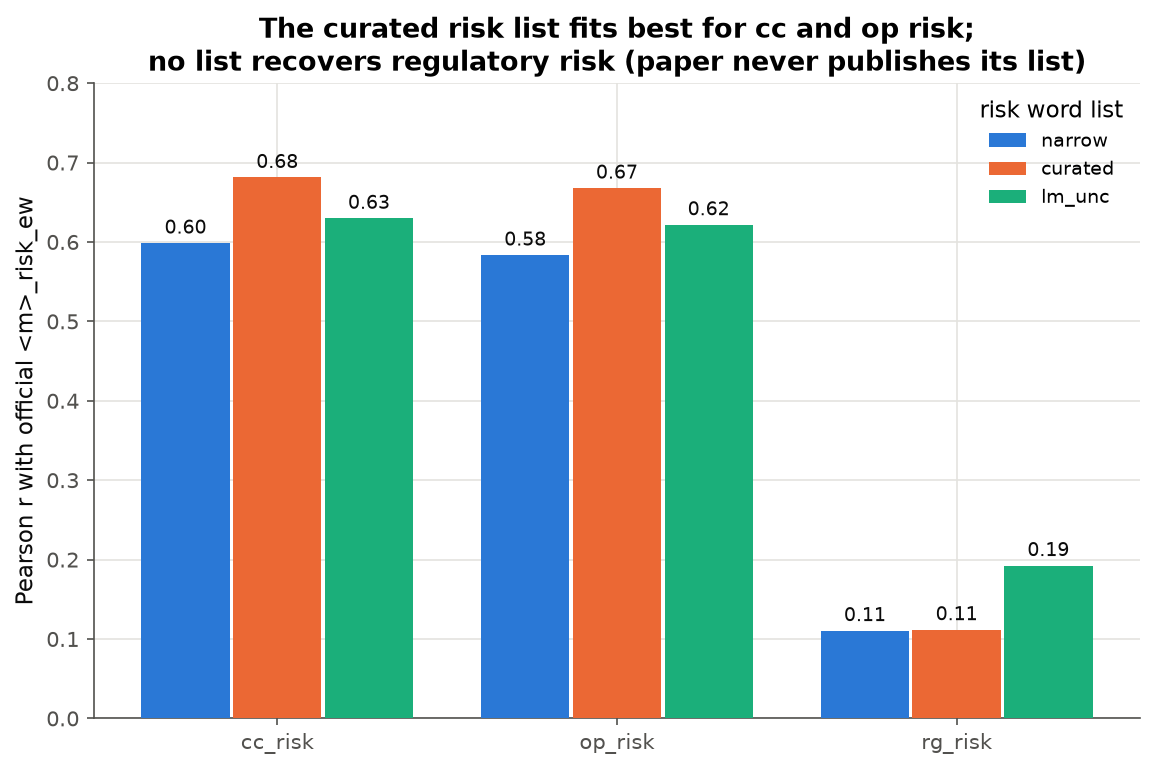 The curated risk list fits best for cc and op risk;
no list recovers regulatory risk (paper never publishes its list)
Pearson r with official <m>_risk_ew
0.8
0.7
0.6
0.5
0.4
0.3
0.2
0.1
0.0
risk word list
narrow
curated
lm_unc
0.60
0.68
0.63
0.58
0.67
0.62
0.11
0.11
0.19
cc_risk
op_risk
rg_risk